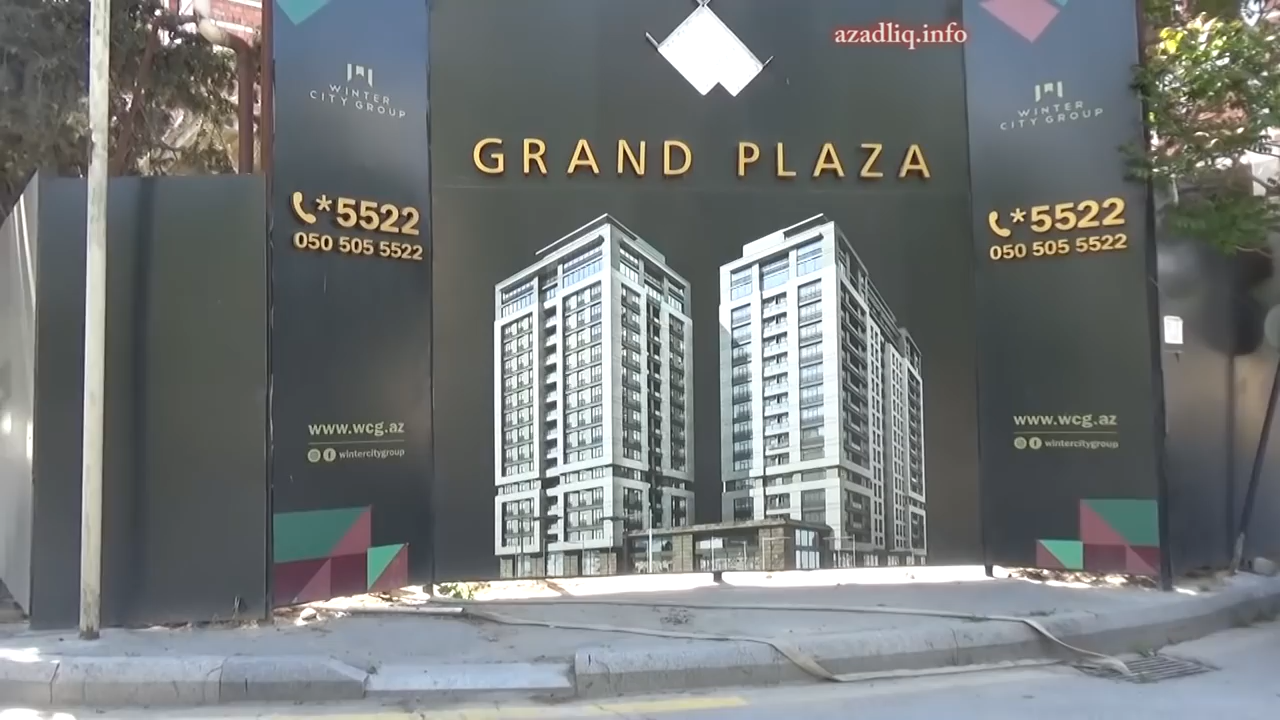 azadliq.info
WINTER
CITY GROUP
*5522
050 505 5522
www.wcg.az
wintercitygroup
GRAND PLAZA
WINTER
CITY GROUP
*5522
050 505 5522
www.wcg.az
wintercitygroup